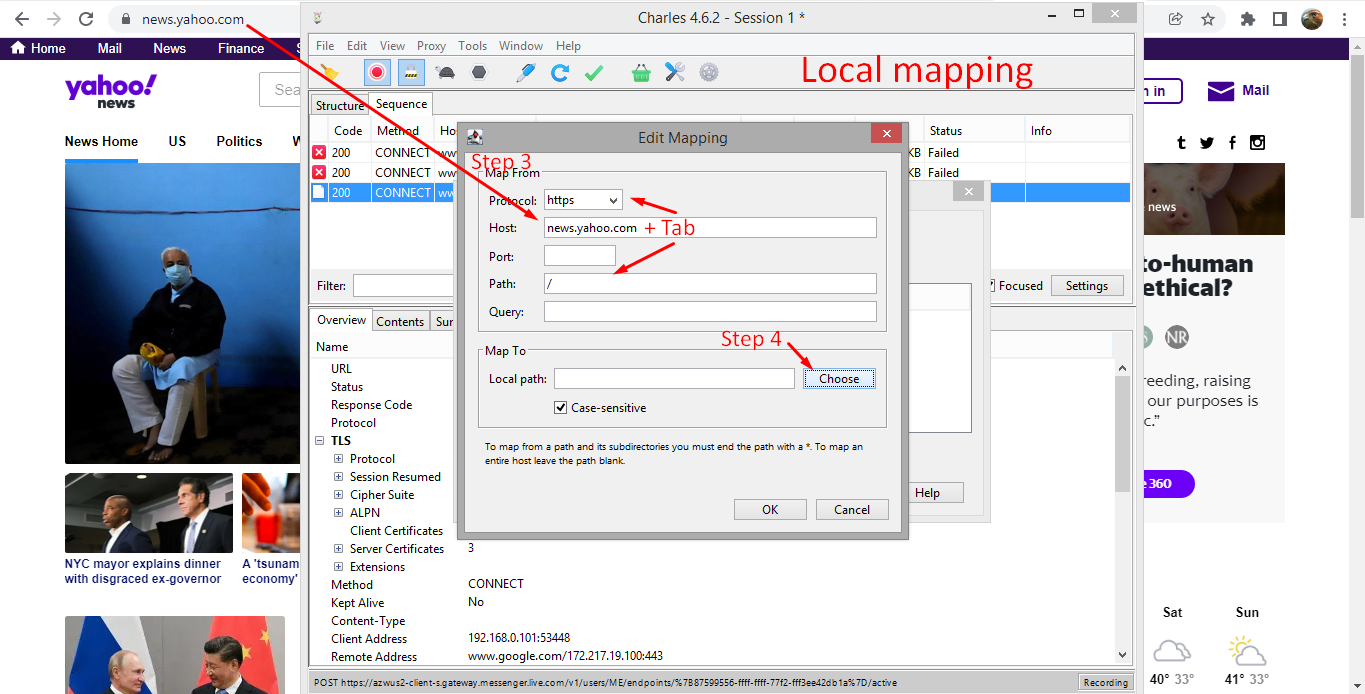 news.yahoo.com
Home Mail News Finance S
yahoo!
news
Sea
n in
Mail
News Home US Politics W
NYC mayor explains dinner
with disgraced ex-governor
A 'tsunam
economy'
Charles 4.6.2 - Session 1 *
File Edit View Proxy Tools Window Help
Local mapping
Structure Sequence
Code Method Ho Status Info
200 CONNECT ww KB Failed
200 CONNECT ww KB Failed
200 CONNECT ww
Filter: Focused Settings
Overview Contents Sur
Name
URL
Status
Response Code
Protocol
TLS
Protocol
Session Resumed
Cipher Suite
ALPN
Client Certificates
Server Certificates 3
Extensions
Method CONNECT
Kept Alive No
Content-Type
Client Address 192.168.0.101:53448
Remote Address www.google.com/172.217.19.100:443
POST https://azwus2-client-s.gateway.messenger.live.com/v1/users/ME/endpoints/%7B87599556-ffff-ffff-77f2-fff3ee42db1a%7D/active
Recording
Edit Mapping
Step 3
Map From
Protocol: https
Host: news.yahoo.com + Tab
Port:
Path: /
Query:
Step 4
Map To
Local path: Choose
Case-sensitive
To map from a path and its subdirectories you must end the path with a *. To map an
entire host leave the path blank.
OK Cancel
Help
news
to-human
ethical?
NR
reeding, raising
our purposes is
c.”
e 360
Sat Sun
40° 33° 41° 33°